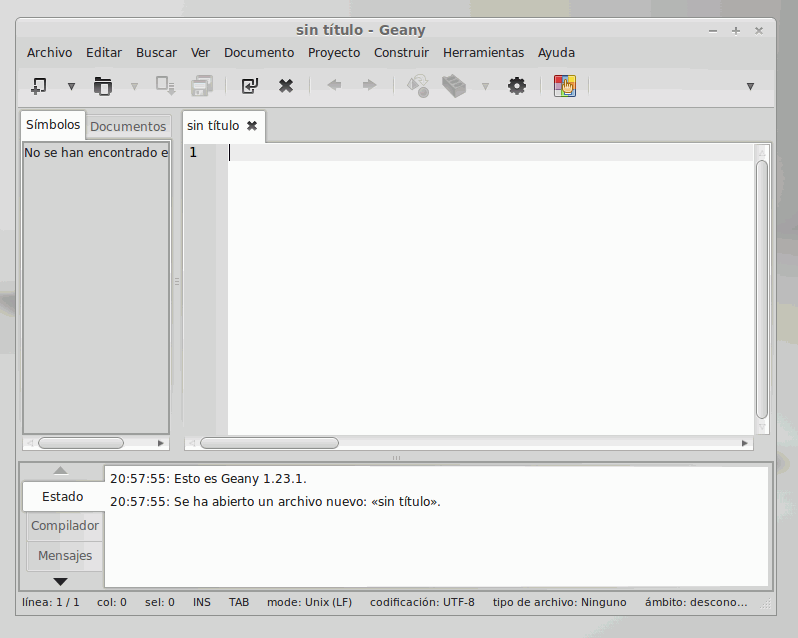 sin título - Geany
Archivo Editar Buscar Ver Documento Proyecto Construir Herramientas Ayuda
Símbolos Documentos sin título
No se han encontrado e
1
20:57:55: Esto es Geany 1.23.1.
Estado
20:57:55: Se ha abierto un archivo nuevo: «sin título».
Compilador
Mensajes
línea: 1 / 1 col: 0 sel: 0 INS TAB mode: Unix (LF) codificación: UTF-8 tipo de archivo: Ninguno ámbito: descono...